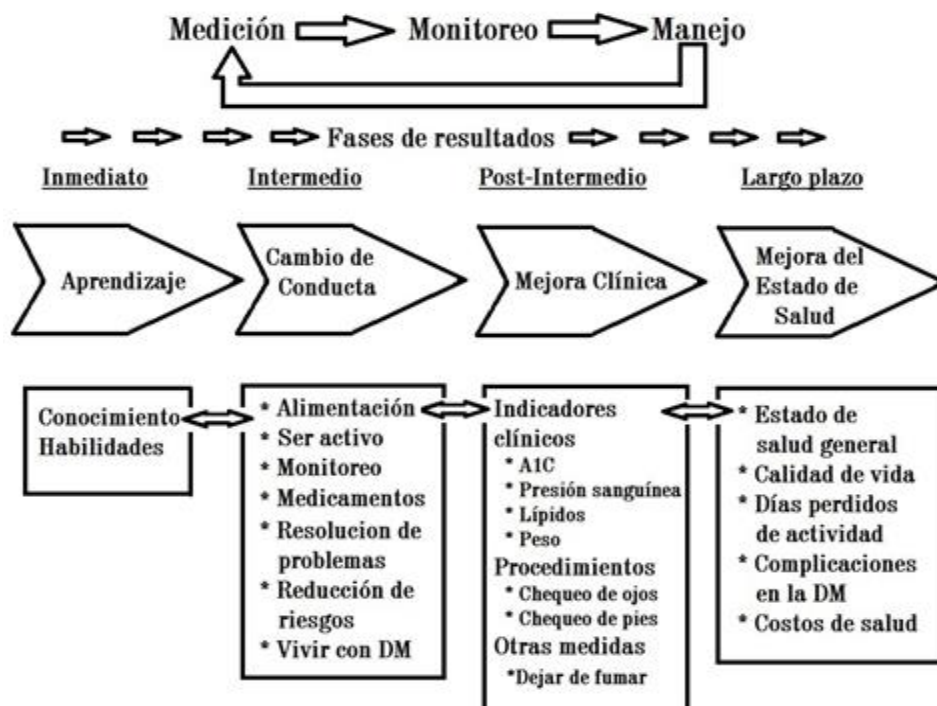 Medición Monitoreo Manejo
Fases de resultados
Inmediato Intermedio Post-Intermedio Largo plazo
Aprendizaje
Cambio de
Conducta
Mejora Clínica
Mejora del
Estado de
Salud
Conocimiento
Habilidades
* Alimentación
* Ser activo
* Monitoreo
* Medicamentos
* Resolucion de
problemas
* Reducción de
riesgos
* Vivir con DM
Indicadores
clínicos
* A1C
* Presión sanguínea
* Lípidos
* Peso
Procedimientos
* Chequeo de ojos
* Chequeo de pies
Otras medidas
*Dejar de fumar
* Estado de
salud general
* Calidad de vida
* Días perdidos
de actividad
* Complicaciones
en la DM
* Costos de salud